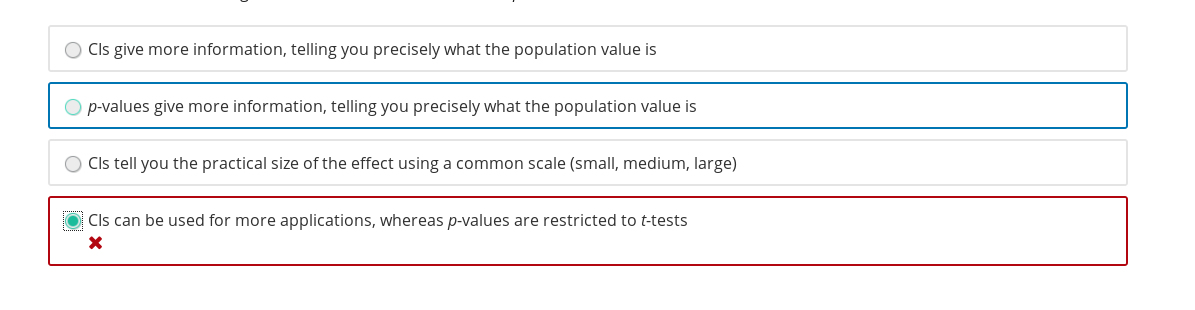 CIs give more information, telling you precisely what the population value is
p-values give more information, telling you precisely what the population value is
CIs tell you the practical size of the effect using a common scale (small, medium, large)
CIs can be used for more applications, whereas p-values are restricted to t-tests